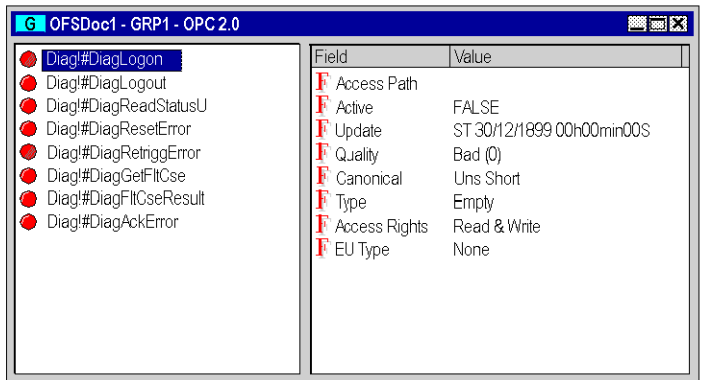 G OFSDoc1 - GRP1 - OPC 2.0
Diag!#DiagLogon
Diag!#DiagLogout
Diag!#DiagReadStatusU
Diag!#DiagResetError
Diag!#DiagRetriggError
Diag!#DiagGetFltCse
Diag!#DiagFltCseResult
Diag!#DiagAckError
Field Value
F Access Path
F Active FALSE
F Update ST 30/12/1899 00h00min00S
F Quality Bad (0)
F Canonical Uns Short
F Type Empty
F Access Rights Read & Write
F EU Type None